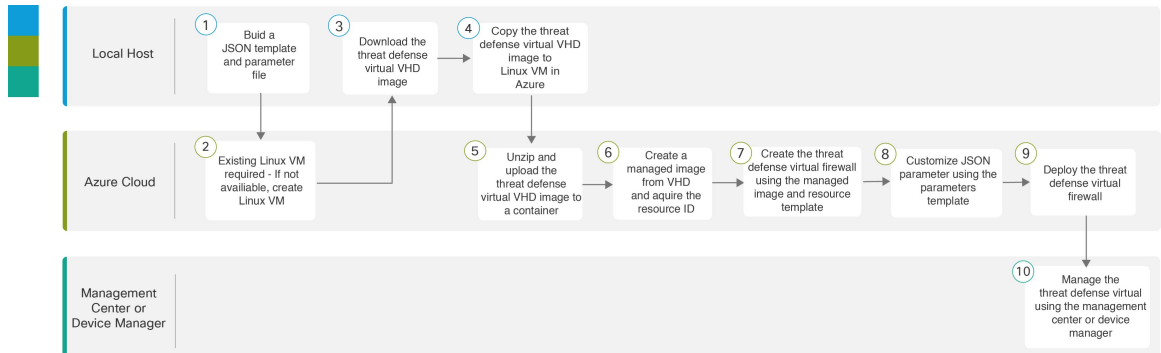 Local Host
1
Buid a
JSON template
and parameter
file
3
Download the
threat defense
virtual VHD
image
4
Copy the threat
defense virtual VHD
image to
Linux VM in
Azure
Azure Cloud
2
Existing Linux VM
required - If not
availiable, create
Linux VM
5
Unzip and
upload the
threat defense
virtual VHD image to
a container
6
Create a
managed image
from VHD
and aquire the
resource ID
7
Create the threat
defense virtual firewall
using the managed
image and resource
template
8
Customize JSON
parameter using the
parameters
template
9
Deploy the threat
defense virtual
firewall
Management
Center or
Device Manager
10
Manage the
threat defense virtual
using the management
center or device
manager